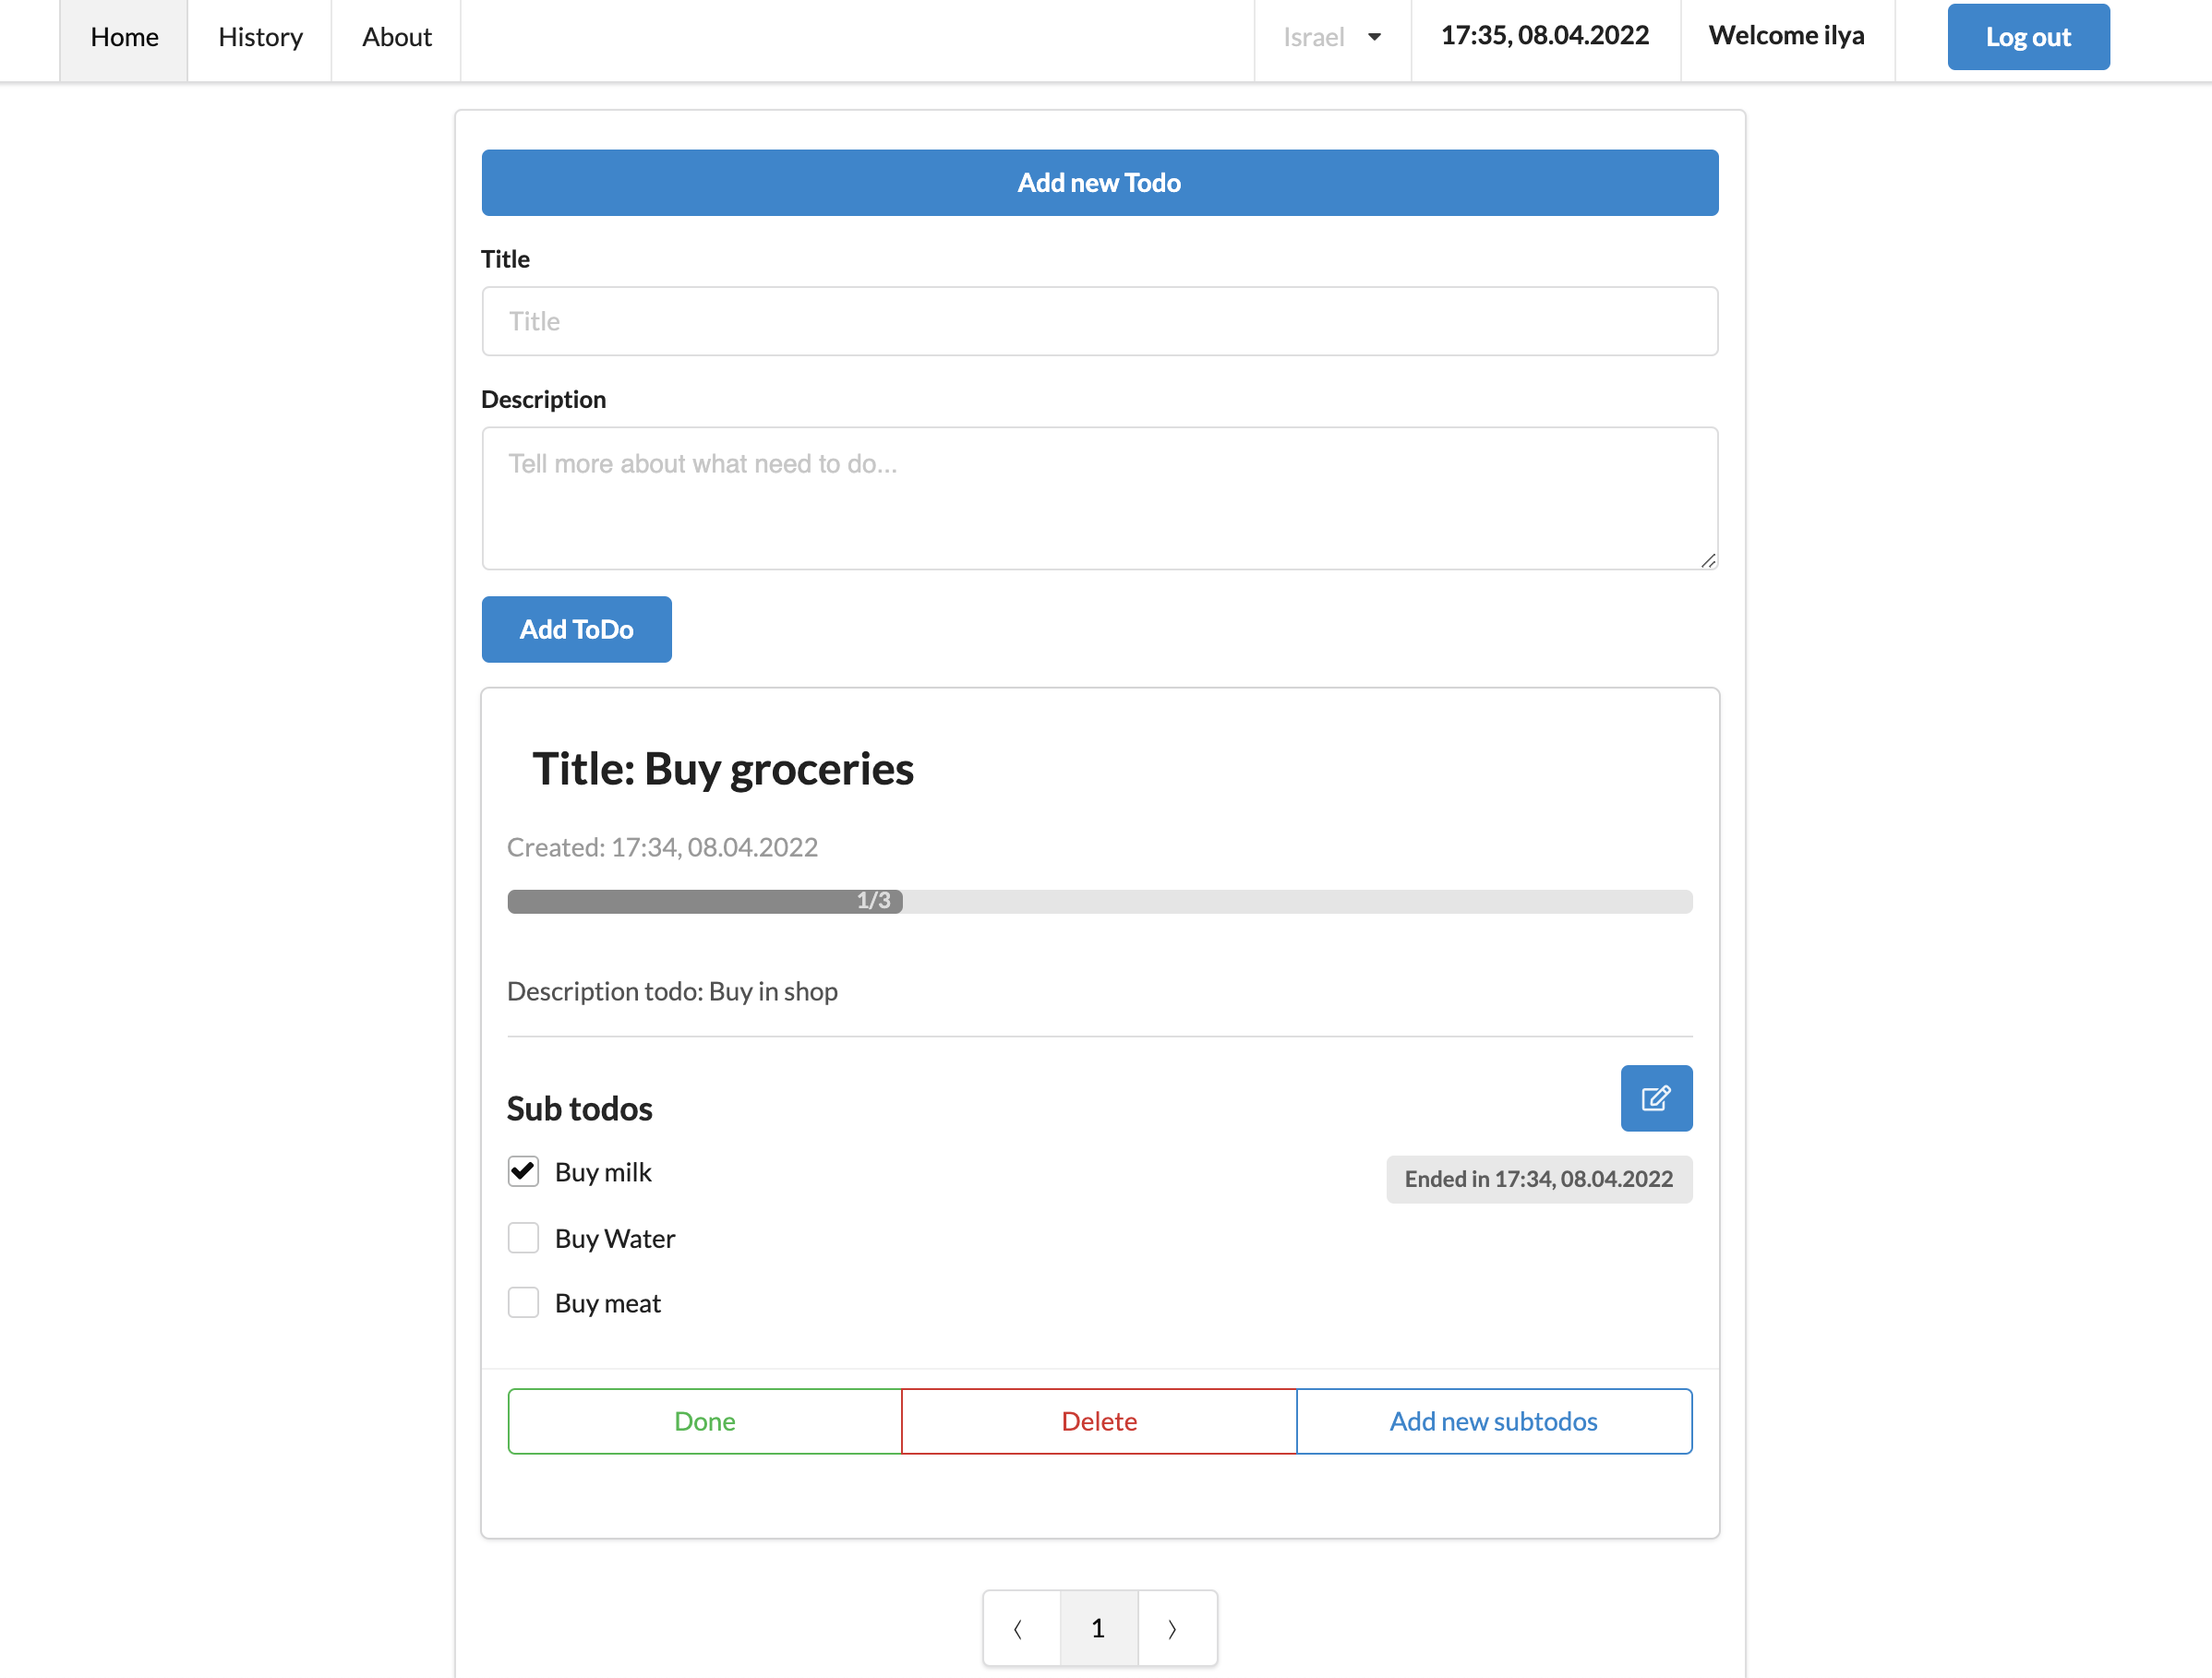 Home History About Israel 17:35, 08.04.2022 Welcome ilya Log out
Add new Todo
Title
Title
Description
Tell more about what need to do...
Add ToDo
Title: Buy groceries
Created: 17:34, 08.04.2022
1/3
Description todo: Buy in shop
Sub todos
Buy milk Ended in 17:34, 08.04.2022
Buy Water
Buy meat
Done Delete Add new subtodos
1